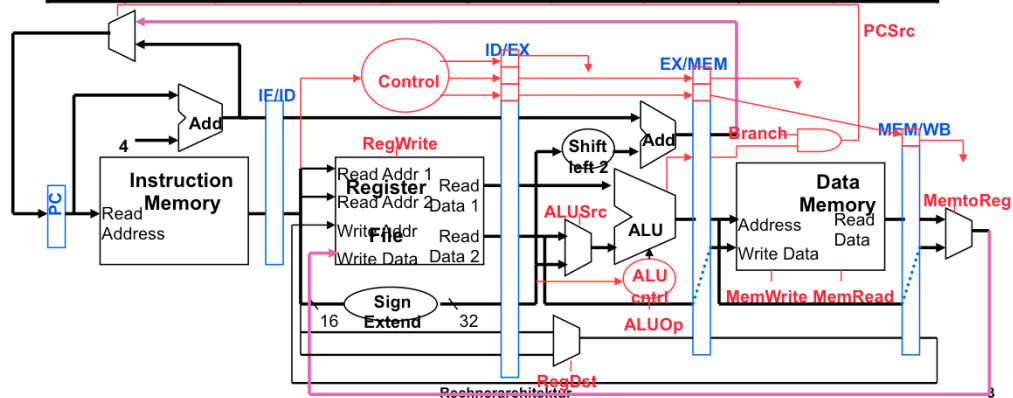 PCSrc
ID/EX
EX/MEM
Control
IF/ID
Add
4
MEM/WB
Branch
Add
Shift
left 2
RegWrite
Instruction
Memory
Read
Address
PC
Read Addr 1
Register
Read
Data 1
Read Addr 2
Write Addr
File
Read
Data 2
Write Data
ALUSrc
ALU
Data
Memory
Address
Read
Data
Write Data
MemtoReg
ALU
cntrl
MemWrite MemRead
Sign
Extend
16
32
ALUOp
RegDst
Rechnerarchitektur
8